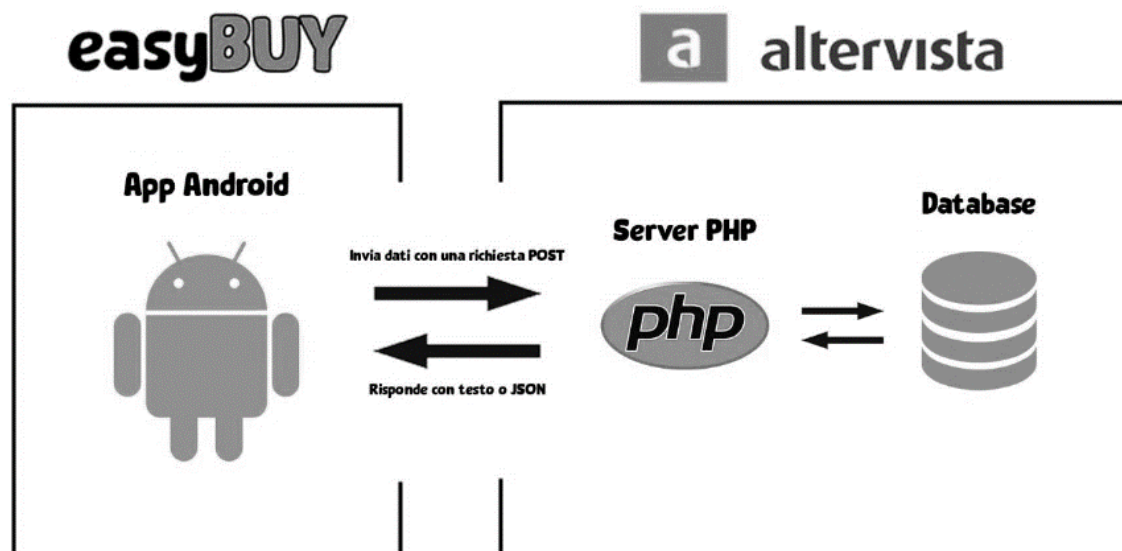 easyBUY
a altervista
App Android
Invia dati con una richiesta POST
Risponde con testo o JSON
Server PHP
php
Database